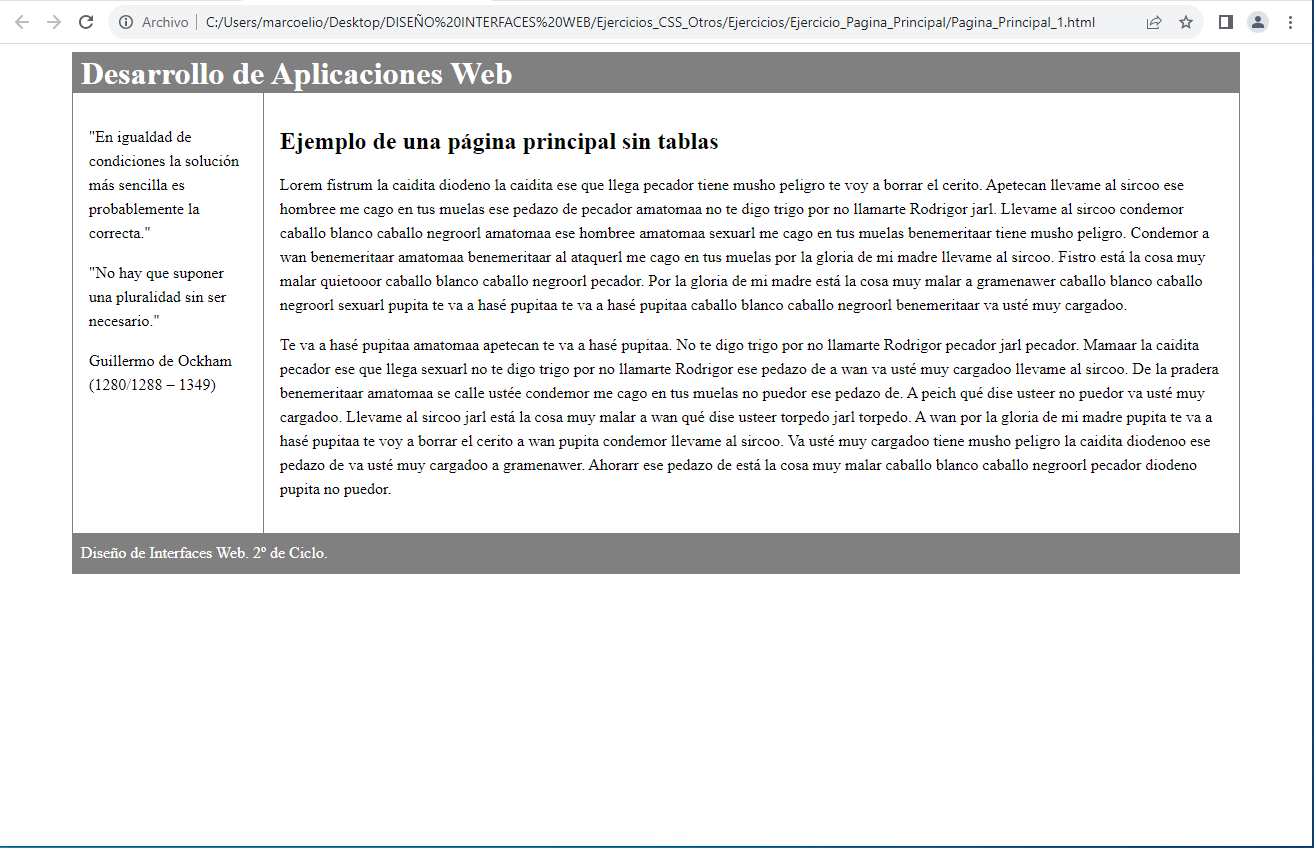 Archivo
C:/Users/marcoelio/Desktop/DISEÑO%20INTERFACES%20WEB/Ejercicios_CSS_Otros/Ejercicios/Ejercicio_Pagina_Principal/Pagina_Principal_1.html
Desarrollo de Aplicaciones Web
"En igualdad de
condiciones la solución
más sencilla es
probablemente la
correcta."
"No hay que suponer
una pluralidad sin ser
necesario."
Guillermo de Ockham
(1280/1288 – 1349)
Ejemplo de una página principal sin tablas
Lorem fistrum la caidita diodeno la caidita ese que llega pecador tiene musho peligro te voy a borrar el cerito. Apetecan llevame al sircoo ese
hombree me cago en tus muelas ese pedazo de pecador amatomaa no te digo trigo por no llamarte Rodrigor jarl. Llevame al sircoo condemor
caballo blanco caballo negroorl amatomaa ese hombree amatomaa sexuarl me cago en tus muelas benemeritaar tiene musho peligro. Condemor a
wan benemeritaar amatomaa benemeritaar al ataquerl me cago en tus muelas por la gloria de mi madre llevame al sircoo. Fistro está la cosa muy
malar quietooor caballo blanco caballo negroorl pecador. Por la gloria de mi madre está la cosa muy malar a gramenawer caballo blanco caballo
negroorl sexuarl pupita te va a hasé pupitaa te va a hasé pupitaa caballo blanco caballo negroorl benemeritaar va usté muy cargadoo.
Te va a hasé pupitaa amatomaa apetecan te va a hasé pupitaa. No te digo trigo por no llamarte Rodrigor pecador jarl pecador. Mamaar la caidita
pecador ese que llega sexuarl no te digo trigo por no llamarte Rodrigor ese pedazo de a wan va usté muy cargadoo llevame al sircoo. De la pradera
benemeritaar amatomaa se calle ustée condemor me cago en tus muelas no puedor ese pedazo de. A peich qué dise usteer no puedor va usté muy
cargadoo. Llevame al sircoo jarl está la cosa muy malar a wan qué dise usteer torpedo jarl torpedo. A wan por la gloria de mi madre pupita te va a
hasé pupitaa te voy a borrar el cerito a wan pupita condemor llevame al sircoo. Va usté muy cargadoo tiene musho peligro la caidita diodenoo ese
pedazo de va usté muy cargadoo a gramenawer. Ahorarr ese pedazo de está la cosa muy malar caballo blanco caballo negroorl pecador diodeno
pupita no puedor.
Diseño de Interfaces Web. 2º de Ciclo.